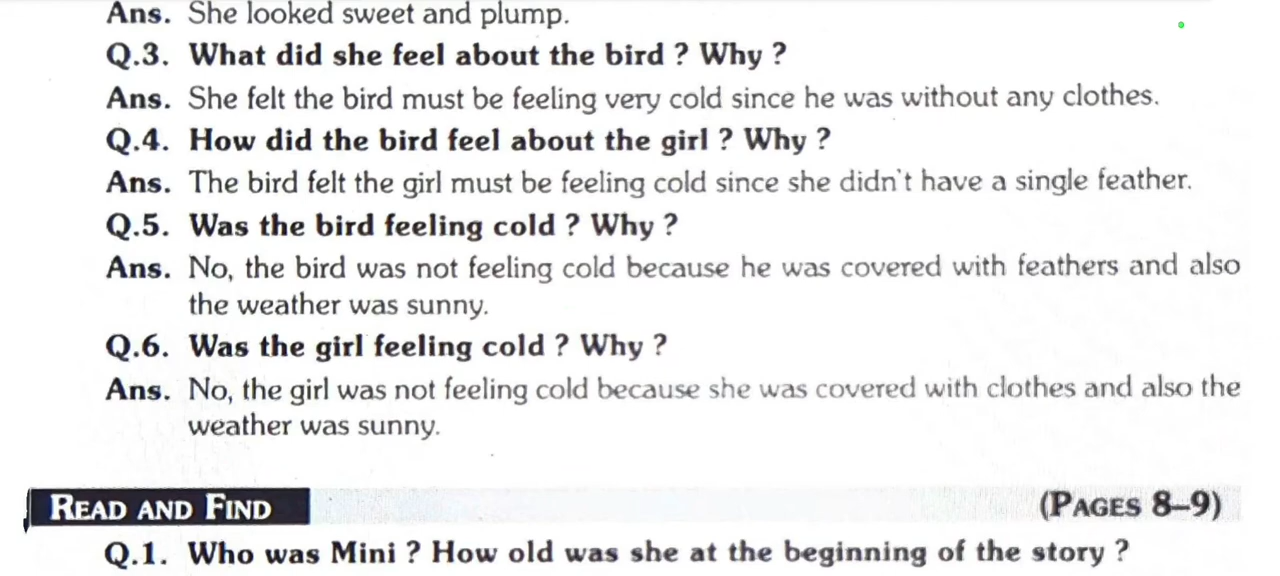 Ans. She looked sweet and plump.
Q.3. What did she feel about the bird ? Why ?
Ans. She felt the bird must be feeling very cold since he was without any clothes.
Q.4. How did the bird feel about the girl ? Why ?
Ans. The bird felt the girl must be feeling cold since she didn't have a single feather.
Q.5. Was the bird feeling cold ? Why ?
Ans. No, the bird was not feeling cold because he was covered with feathers and also
the weather was sunny.
Q.6. Was the girl feeling cold ? Why ?
Ans. No, the girl was not feeling cold because she was covered with clothes and also the
weather was sunny.
READ AND FIND (PAGES 8–9)
Q.1. Who was Mini ? How old was she at the beginning of the story ?